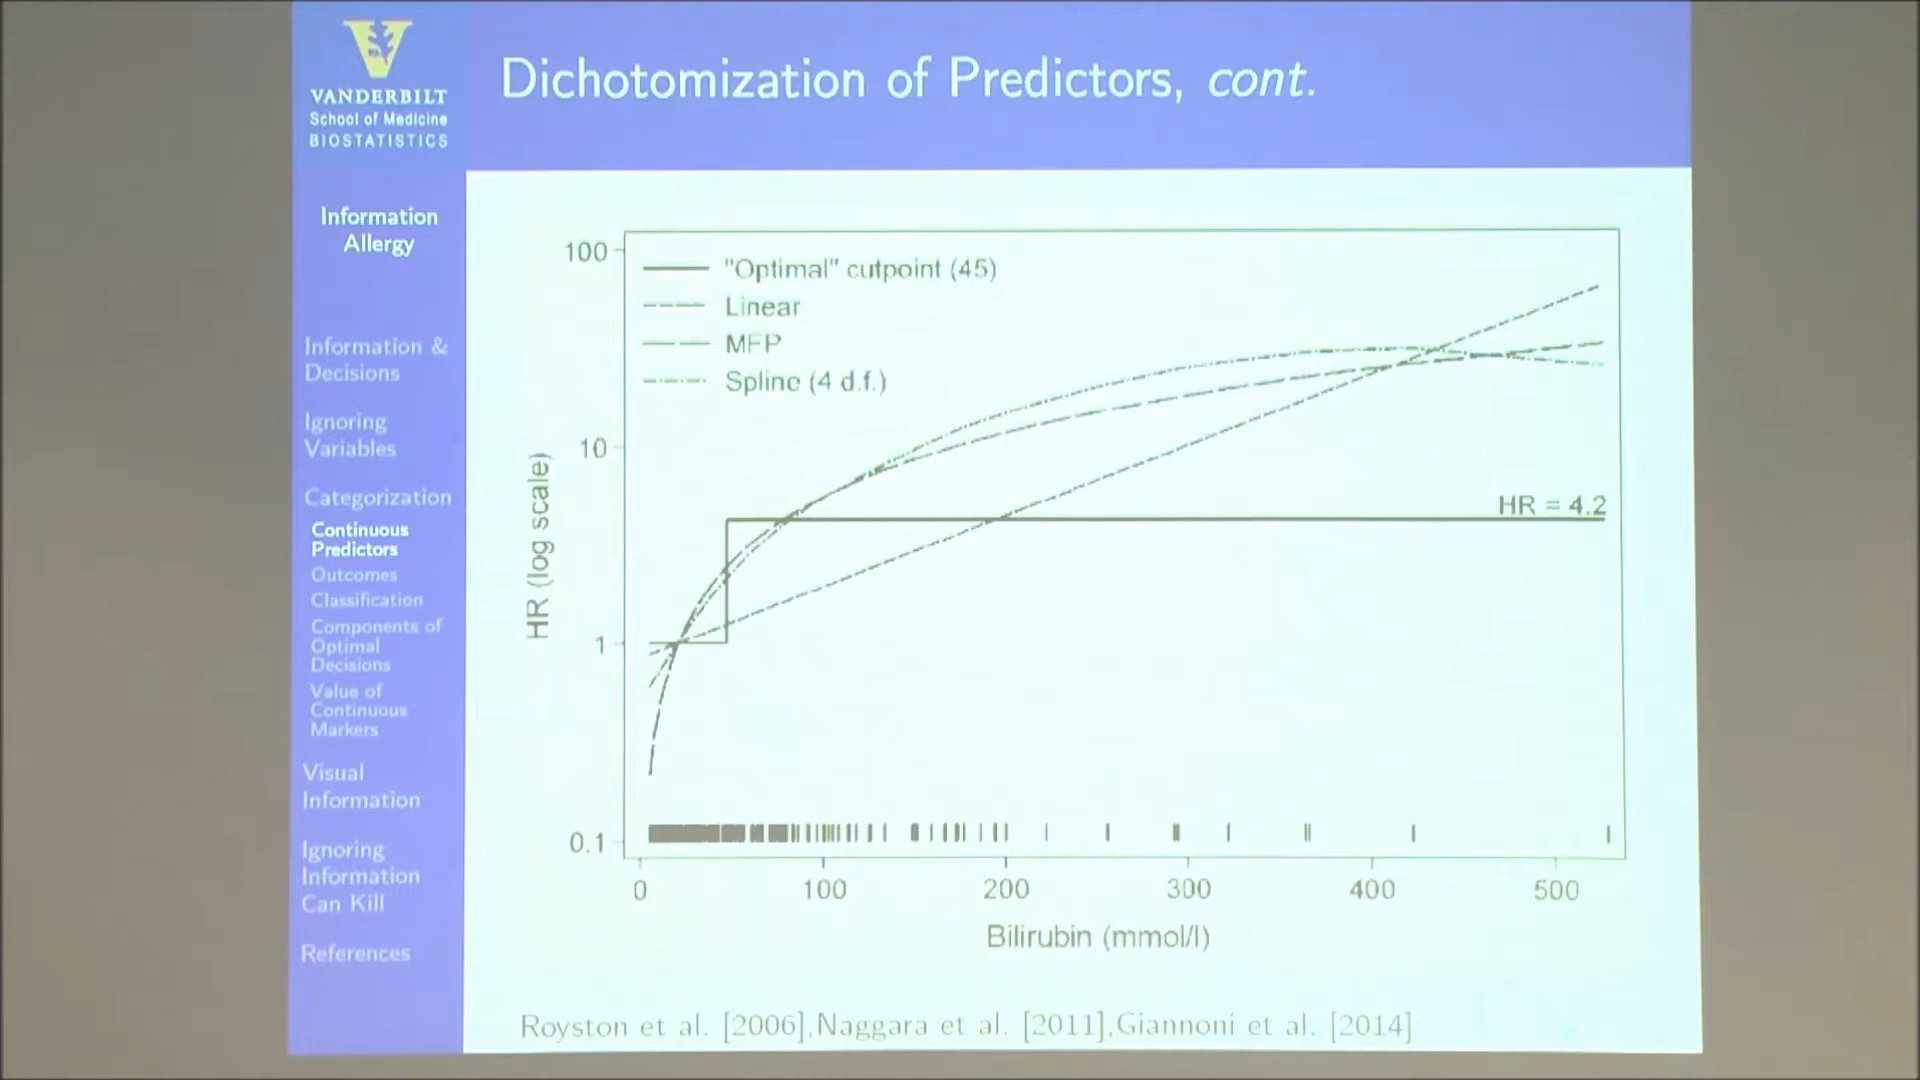 VANDERBILT
School of Medicine
BIOSTATISTICS
Dichotomization of Predictors, cont.
Information
Allergy
Information &
Decisions
Ignoring
Variables
Categorization
Continuous
Predictors
Outcomes
Classification
Components of
Optimal
Decisions
Value of
Continuous
Markers
Visual
Information
Ignoring
Information
Can Kill
References
"Optimal" cutpoint (45)
Linear
MFP
Spline (4 d.f.)
HR = 4.2
HR (log scale)
100
10
1
0.1
0 100 200 300 400 500
Bilirubin (mmol/l)
Royston et al. [2006],Naggara et al. [2011],Giannoni et al. [2014]